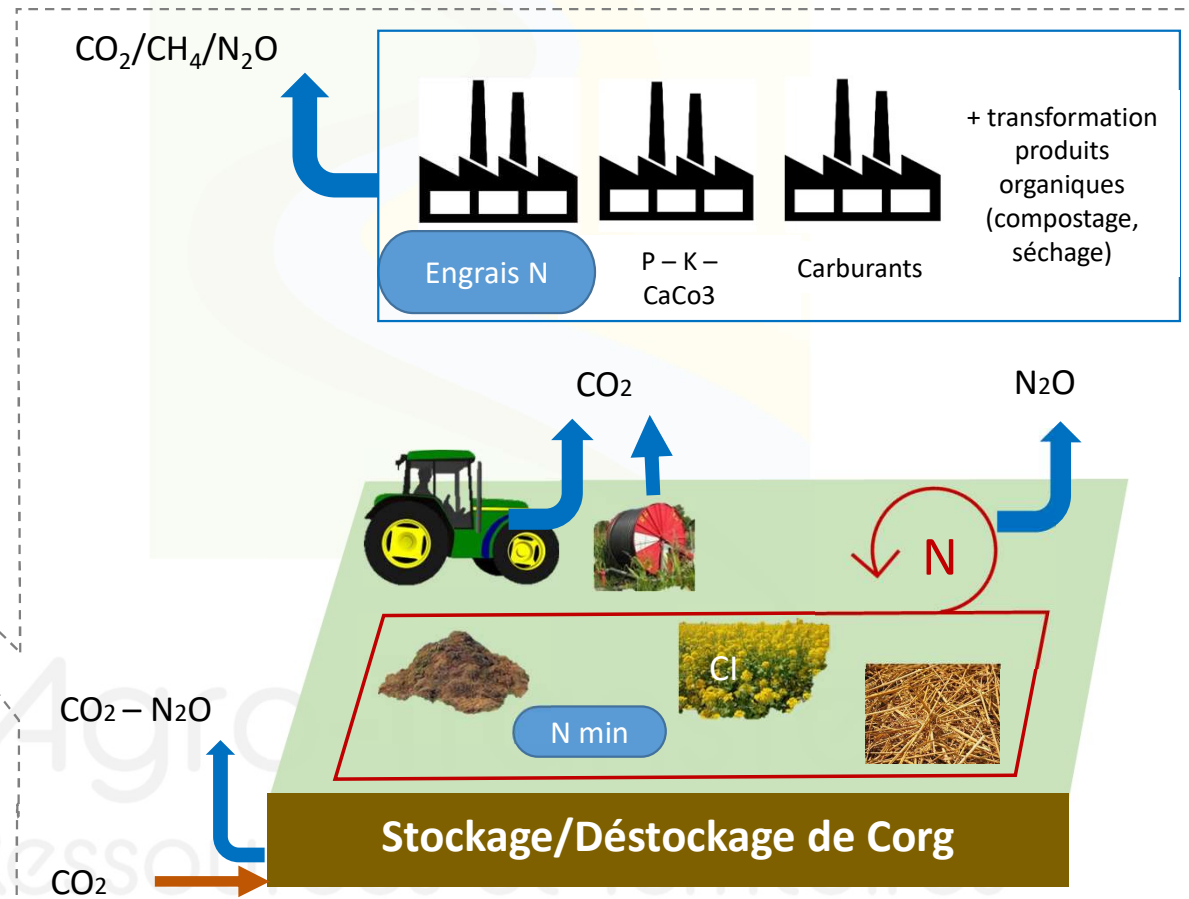 CO₂/CH₄/N₂O
+ transformation
produits
organiques
(compostage,
séchage)
Engrais N
P – K –
CaCo3
Carburants
CO2
N2O
N
CI
CO2 – N2O
N min
Stockage/Déstockage de Corg
CO2